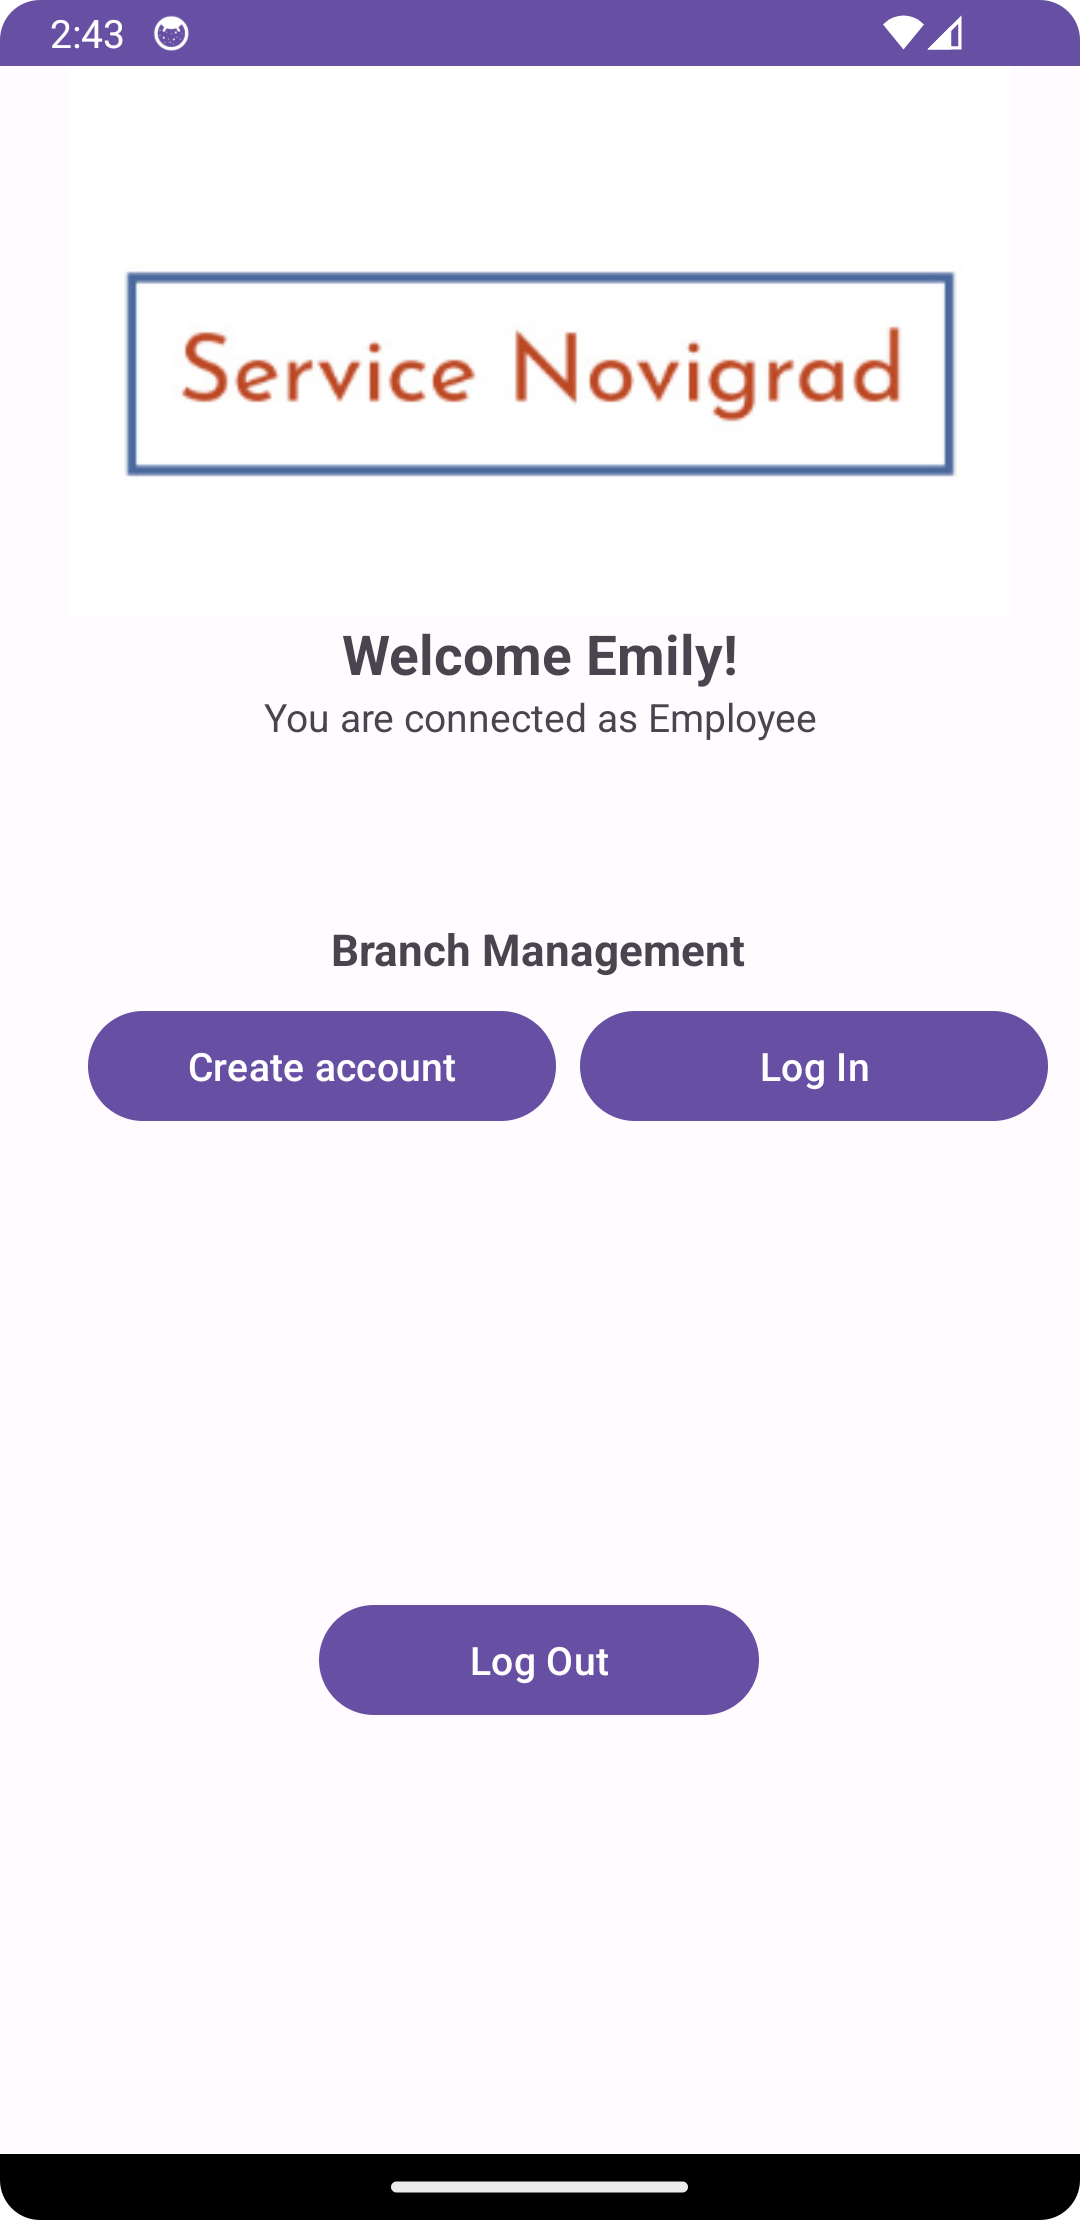 2:43
Service Novigrad
Welcome Emily!
You are connected as Employee
Branch Management
Create account
Log In
Log Out